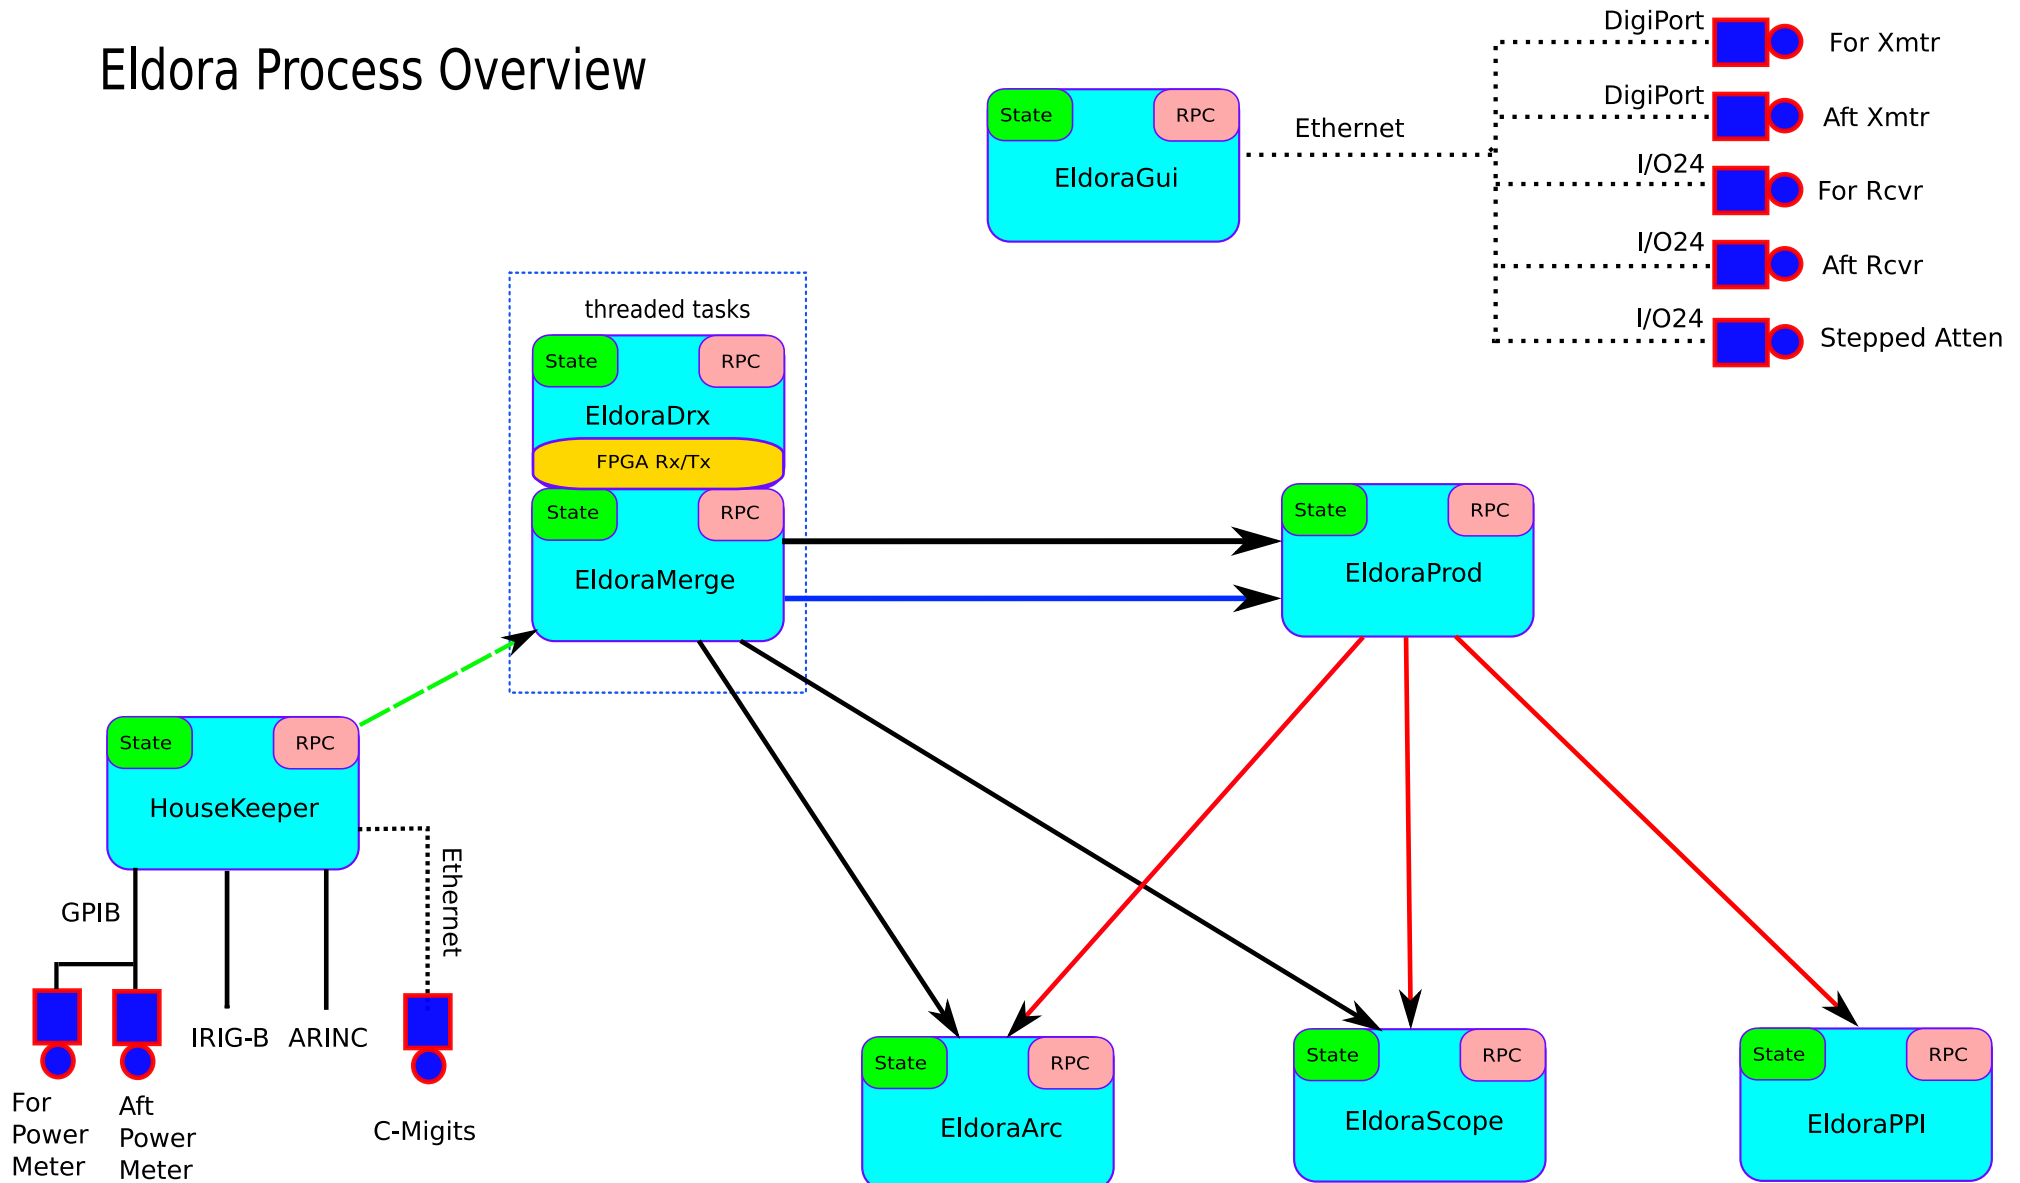 Eldora Process Overview
DigiPort
For Xmtr
DigiPort
Aft Xmtr
State
RPC
EldoraGui
Ethernet
I/O24
For Rcvr
I/O24
Aft Rcvr
I/O24
Stepped Atten
threaded tasks
State
RPC
EldoraDrx
FPGA Rx/Tx
State
RPC
EldoraMerge
State
RPC
EldoraProd
State
RPC
HouseKeeper
GPIB
Ethernet
IRIG-B
ARINC
For
Power
Meter
Aft
Power
Meter
C-Migits
State
RPC
EldoraArc
State
RPC
EldoraScope
State
RPC
EldoraPPI